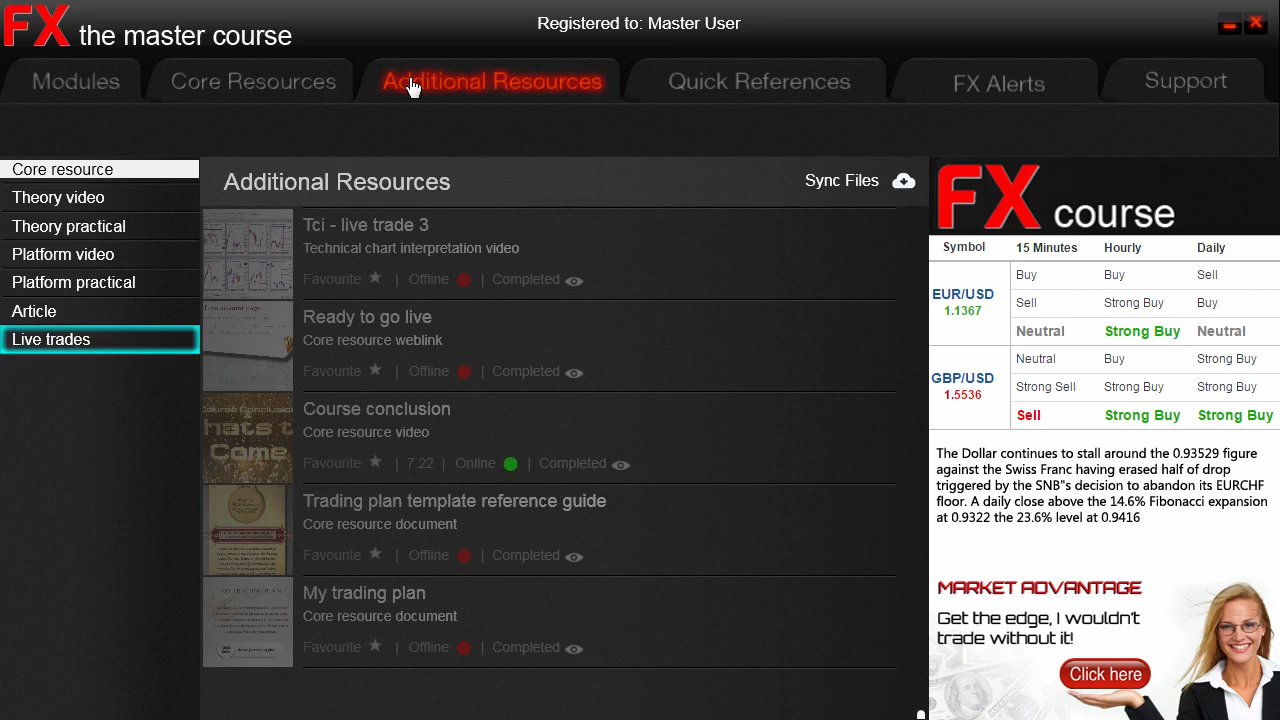 FX the master course
Registered to: Master User
Modules
Core Resources
Additional Resources
Quick References
FX Alerts
Support
Core resource
Theory video
Theory practical
Platform video
Platform practical
Article
Live trades
Additional Resources
Sync Files
Tci - live trade 3
Technical chart interpretation video
Favourite | Offline | Completed
Ready to go live
Core resource weblink
Favourite | Offline | Completed
Course Conclusion
Come
Course conclusion
Core resource video
Favourite | 7.22 | Online | Completed
Trading plan template reference guide
Core resource document
Favourite | Offline | Completed
My trading plan
Core resource document
Favourite | Offline | Completed
FX course
Symbol 15 Minutes Hourly Daily
EUR/USD
1.1367
Buy Buy Sell
Sell Strong Buy Buy
Neutral Strong Buy Neutral
GBP/USD
1.5536
Neutral Buy Strong Buy
Strong Sell Strong Buy Strong Buy
Sell Strong Buy Strong Buy
The Dollar continues to stall around the 0.93529 figure
against the Swiss Franc having erased half of drop
triggered by the SNB"s decision to abandon its EURCHF
floor. A daily close above the 14.6% Fibonacci expansion
at 0.9322 the 23.6% level at 0.9416
MARKET ADVANTAGE
Get the edge, I wouldn't
trade without it!
Click here